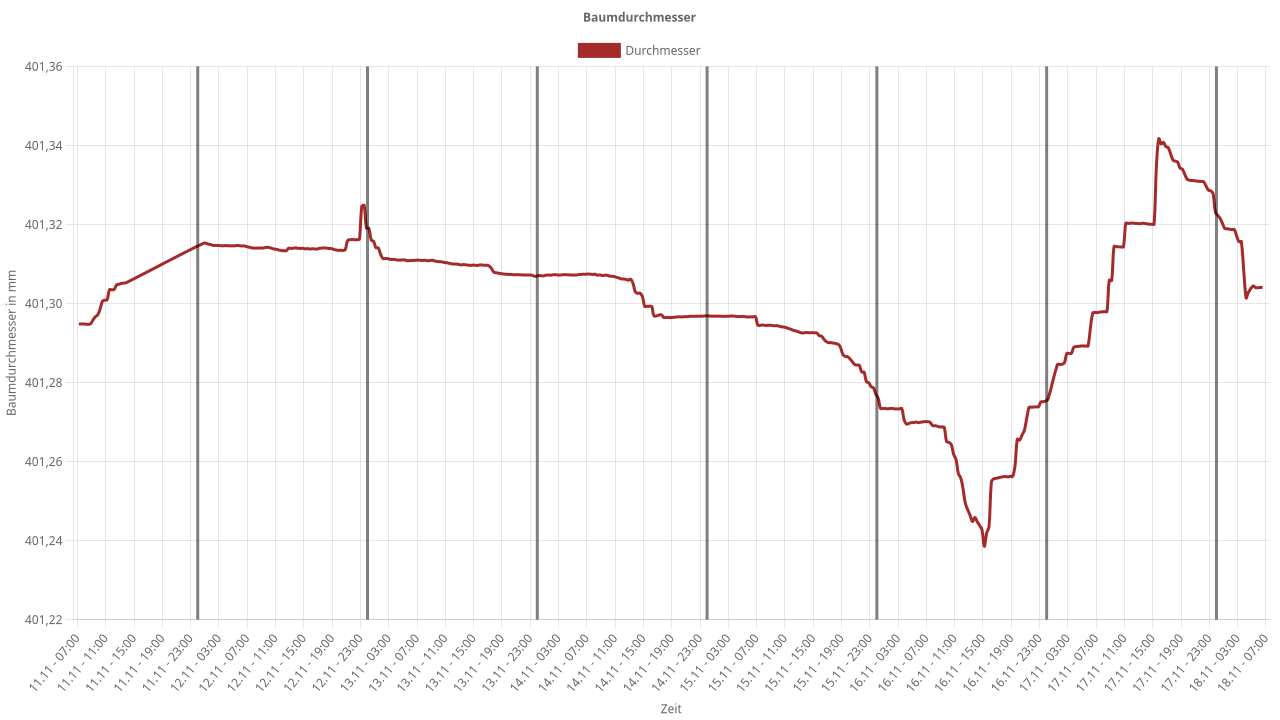 Baumdurchmesser
Durchmesser
401,36
401,34
401,32
401,30
401,28
401,26
401,24
401,22
Baumdurchmesser in mm
11.11 - 07:00
11.11 - 11:00
11.11 - 15:00
11.11 - 19:00
11.11 - 23:00
12.11 - 03:00
12.11 - 07:00
12.11 - 11:00
12.11 - 15:00
12.11 - 19:00
12.11 - 23:00
13.11 - 03:00
13.11 - 07:00
13.11 - 11:00
13.11 - 15:00
13.11 - 19:00
13.11 - 23:00
14.11 - 03:00
14.11 - 07:00
14.11 - 11:00
14.11 - 15:00
14.11 - 19:00
14.11 - 23:00
15.11 - 03:00
15.11 - 07:00
15.11 - 11:00
15.11 - 15:00
15.11 - 19:00
15.11 - 23:00
16.11 - 03:00
16.11 - 07:00
16.11 - 11:00
16.11 - 15:00
16.11 - 19:00
16.11 - 23:00
17.11 - 03:00
17.11 - 07:00
17.11 - 11:00
17.11 - 15:00
17.11 - 19:00
17.11 - 23:00
18.11 - 03:00
18.11 - 07:00
Zeit